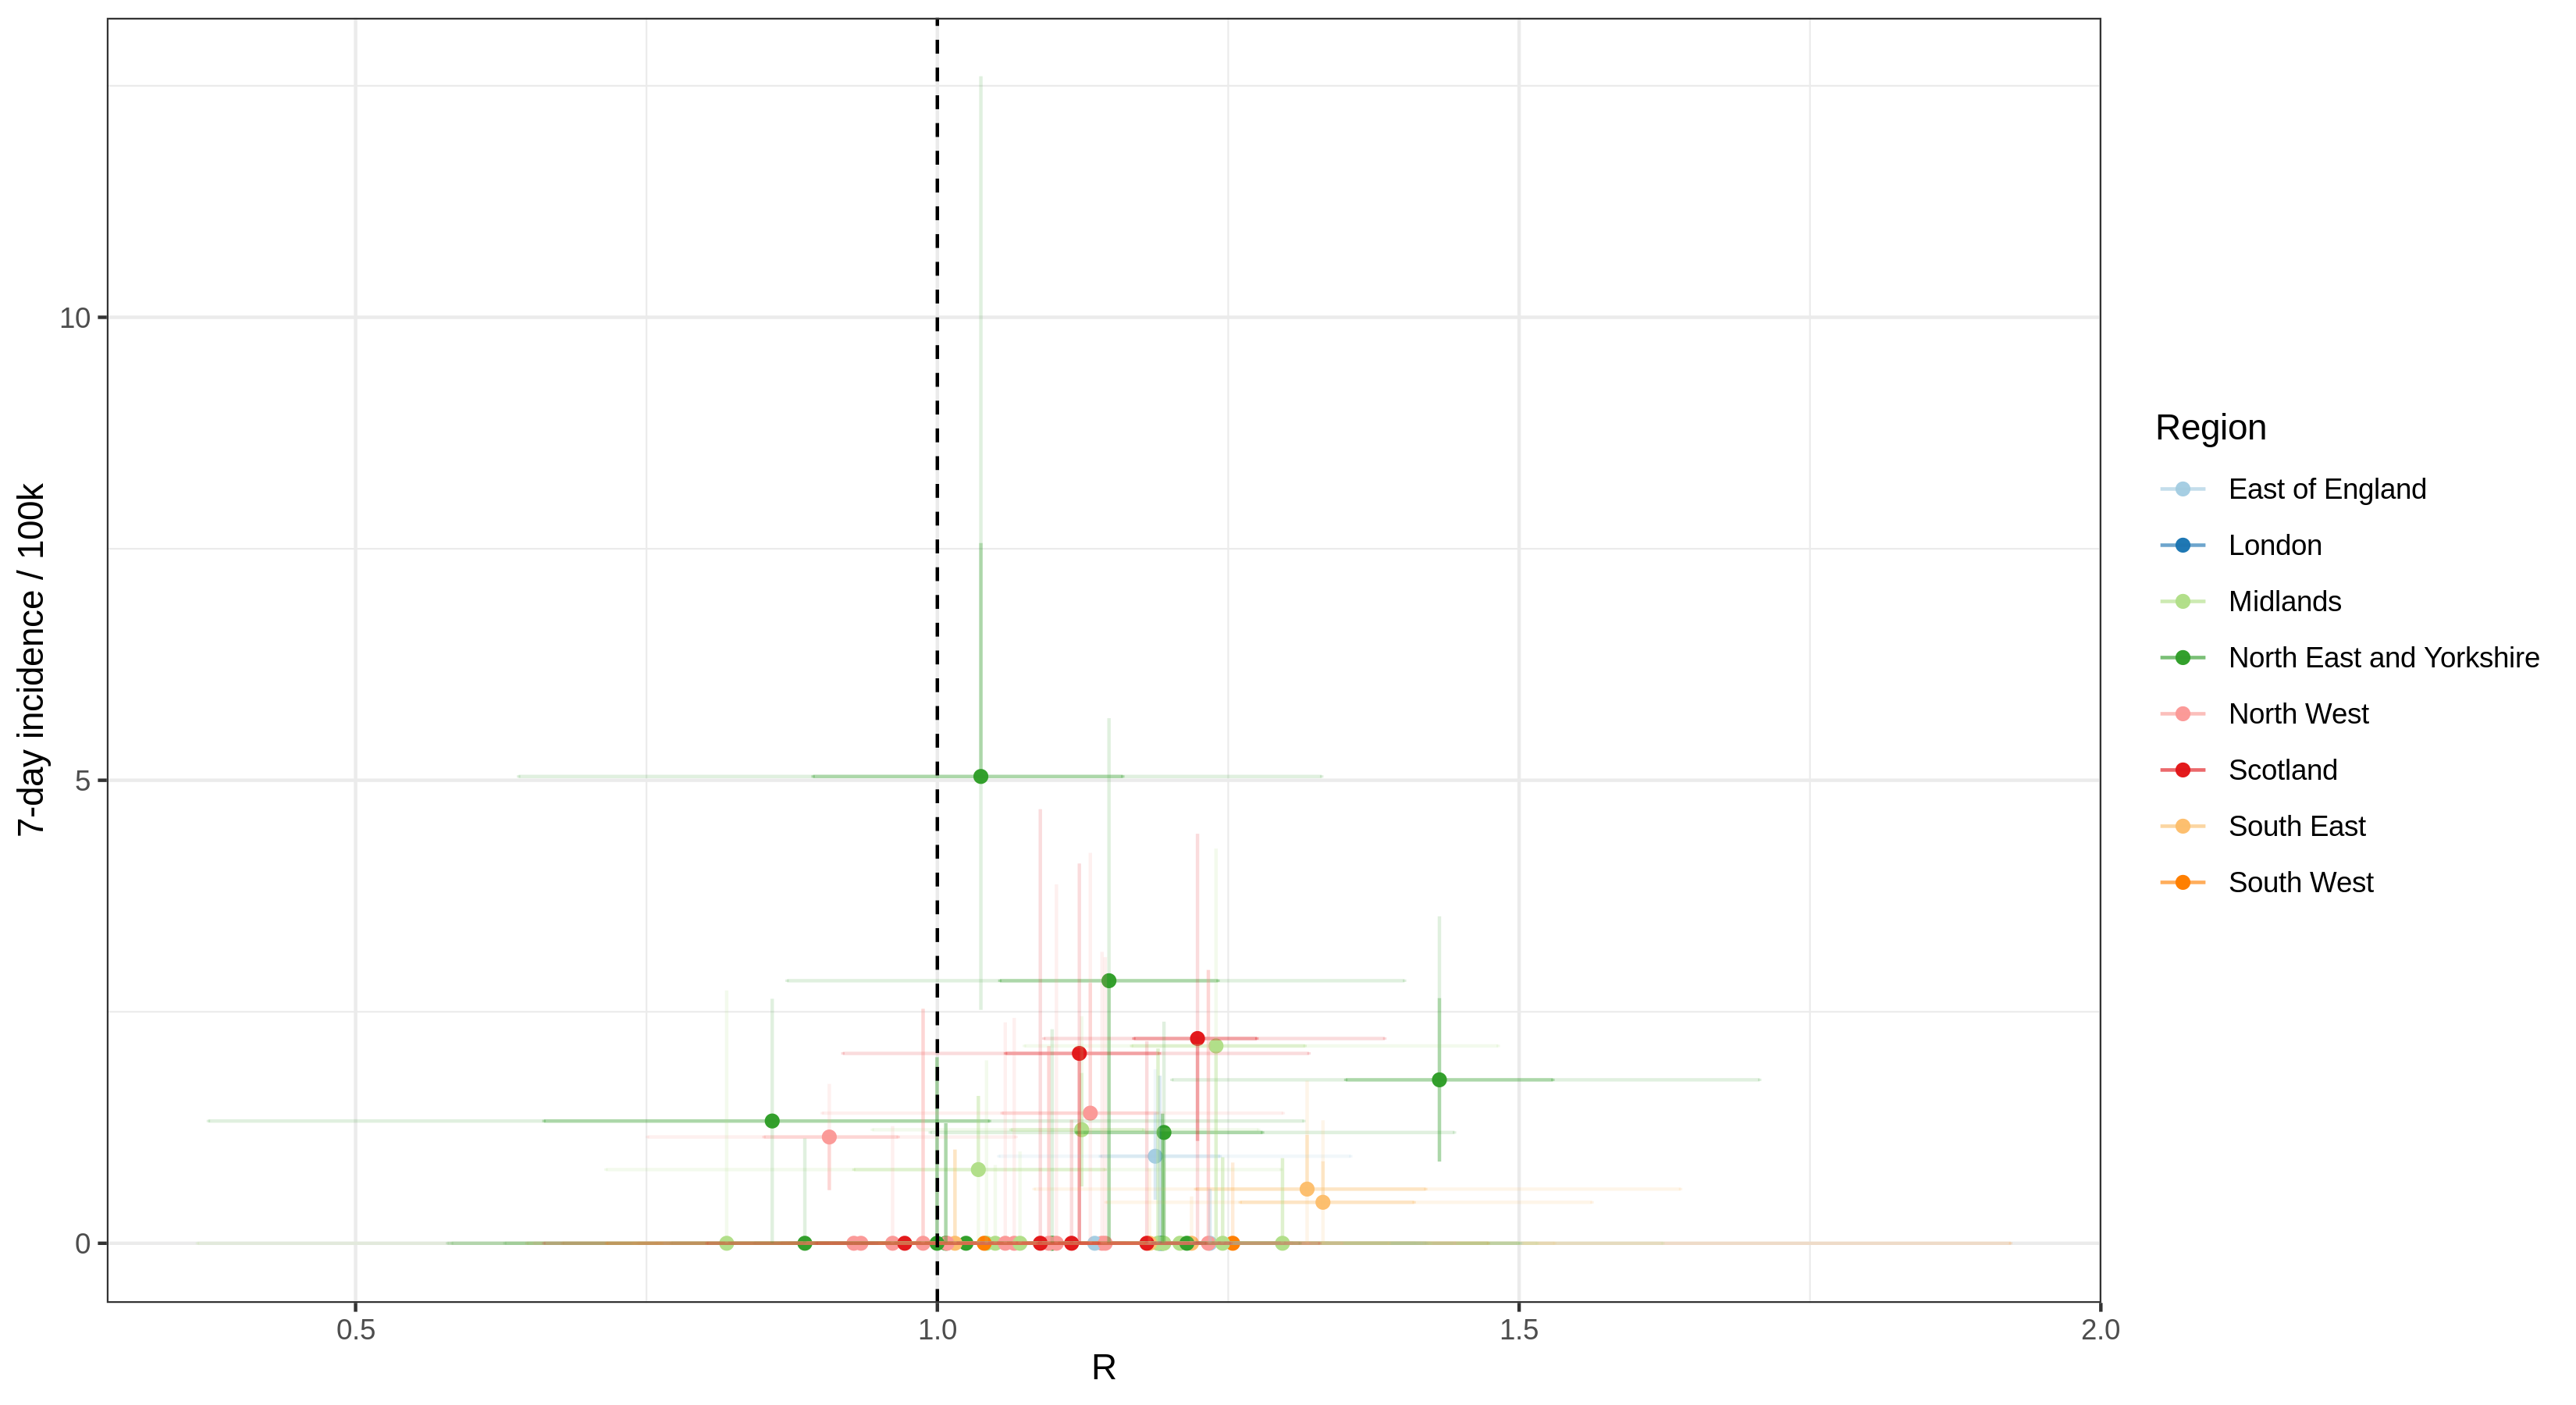 10
5
0
7-day incidence / 100k
0.5
1.0
1.5
2.0
R
Region
East of England
London
Midlands
North East and Yorkshire
North West
Scotland
South East
South West